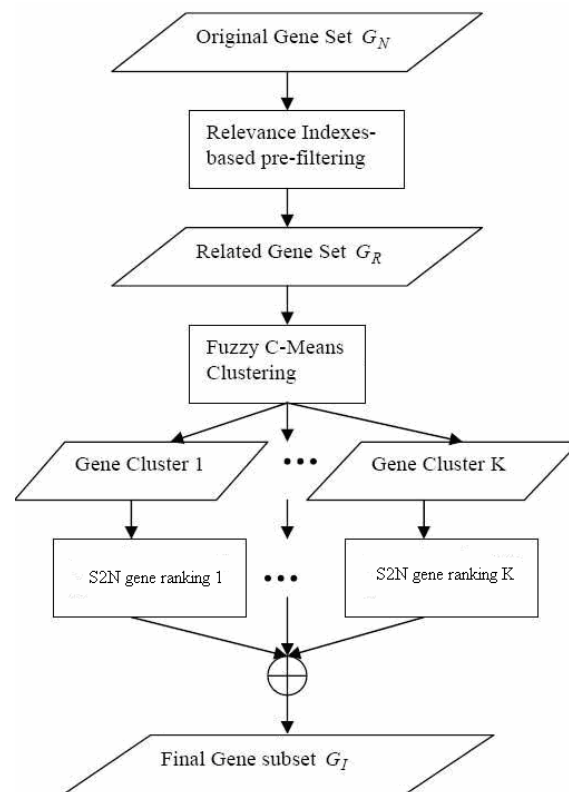 Original Gene Set G_N
Relevance Indexes-
based pre-filtering
Related Gene Set G_R
Fuzzy C-Means
Clustering
Gene Cluster 1
•••
Gene Cluster K
S2N gene ranking 1
•••
S2N gene ranking K
Final Gene subset G_I